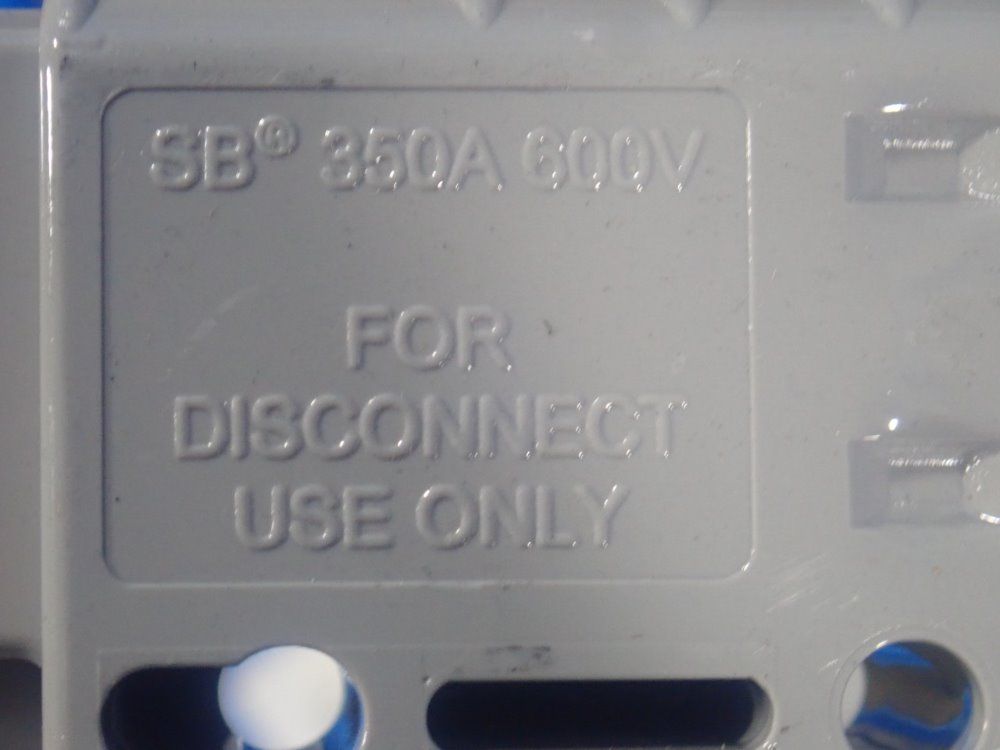 SB® 350A 600V
FOR
DISCONNECT
USE ONLY